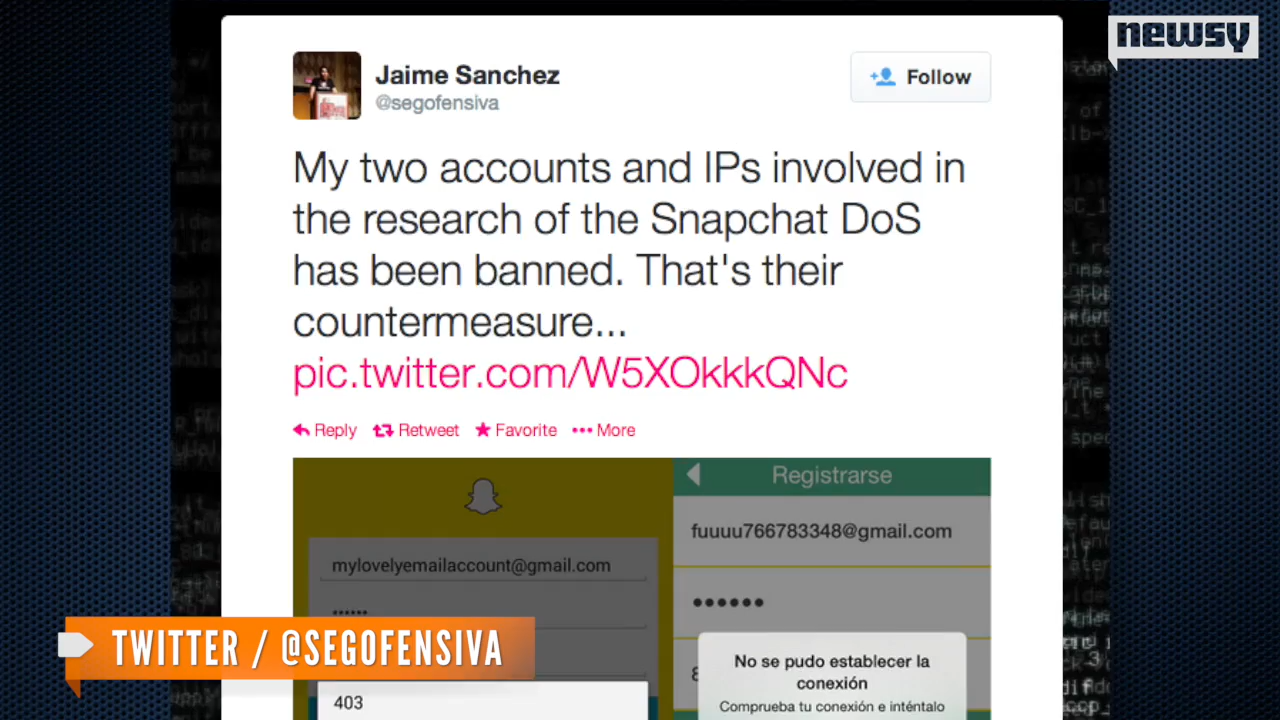 newsy
Jaime Sanchez
@segofensiva
Follow
My two accounts and IPs involved in
the research of the Snapchat DoS
has been banned. That's their
countermeasure...
pic.twitter.com/W5XOkkkQNc
Reply Retweet Favorite More
mylovelyemailaccount@gmail.com
••••••
403
Registrarse
fuuuu766783348@gmail.com
••••••
No se pudo establecer la
conexión
Comprueba tu conexión e inténtalo
TWITTER / @SEGOFENSIVA